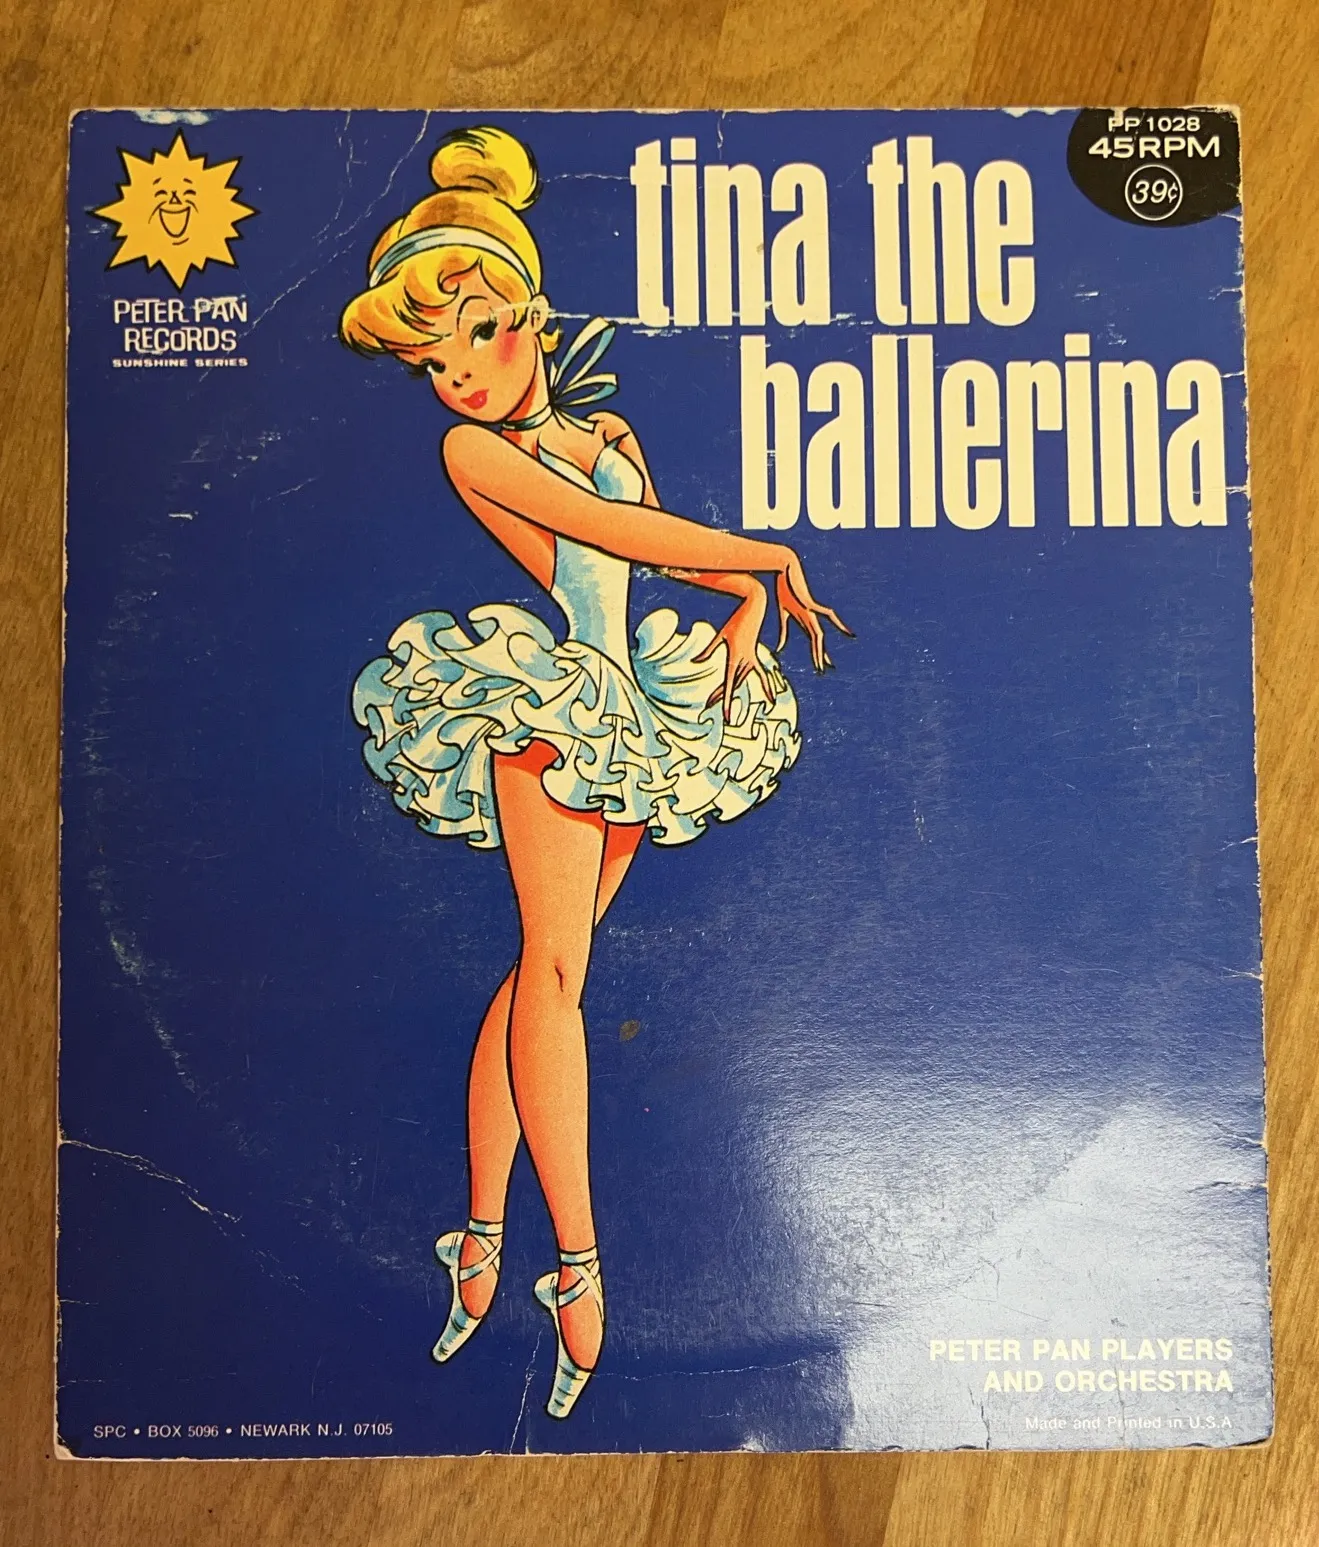 PETER PAN
RECORDS
SUNSHINE SERIES
tina the
ballerina
PP 1028
45 RPM
39¢
PETER PAN PLAYERS
AND ORCHESTRA
Made and Printed in U.S.A
SPC • BOX 5096 • NEWARK N.J. 07105